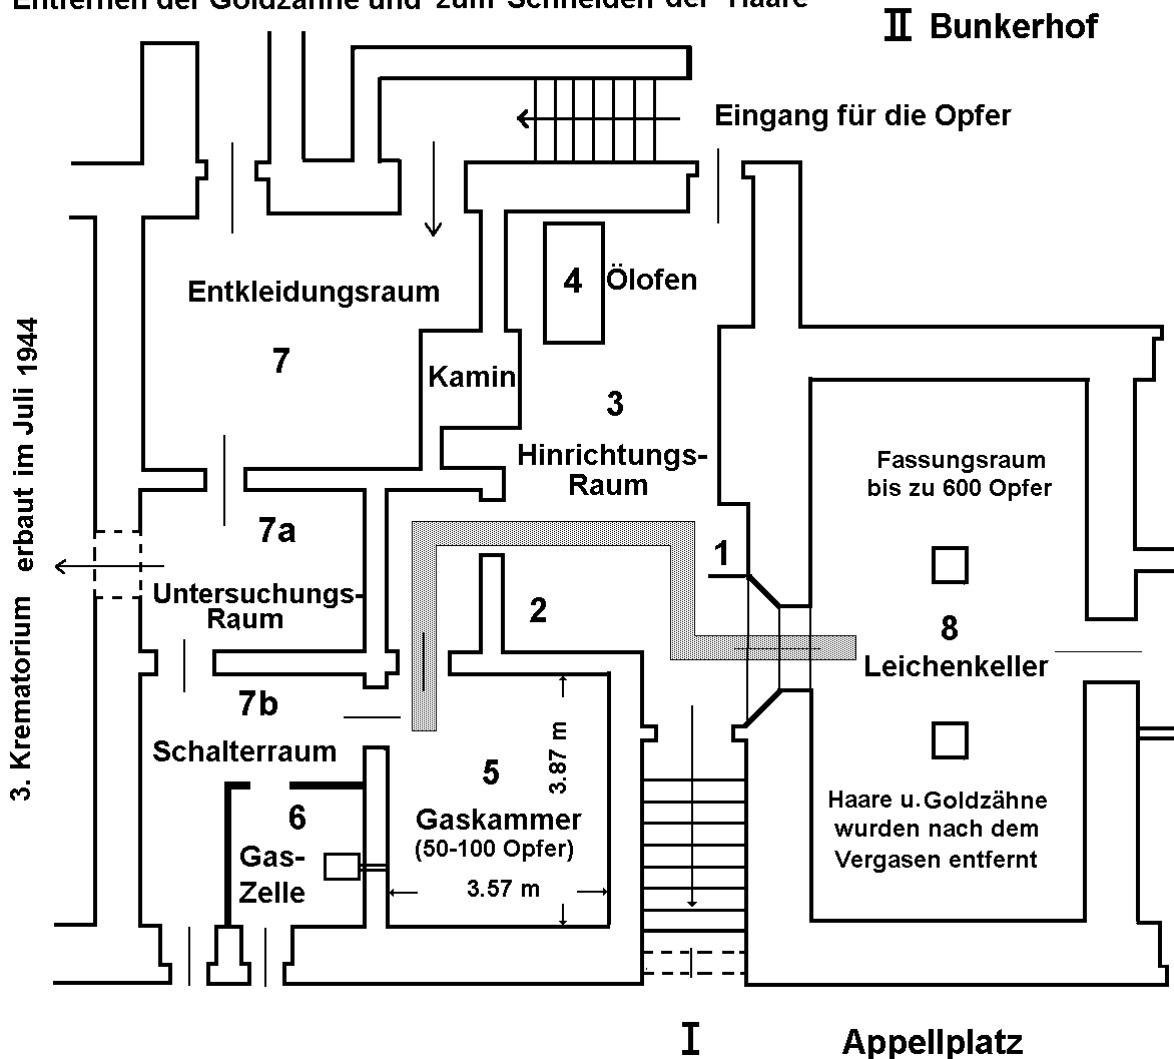 Entfernen der Goldzähne und zum Schneiden der Haare
II Bunkerhof
Eingang für die Opfer
4 Ölofen
Entkleidungsraum
7
Kamin
3
Hinrichtungs-
Raum
Fassungsraum
bis zu 600 Opfer
3. Krematorium erbaut im Juli 1944
7a
Untersuchungs-
Raum
1
2
8
Leichenkeller
7b
Schalterraum
5
Gaskammer
(50-100 Opfer)
3.87 m
3.57 m
6
Gas-
Zelle
Haare u. Goldzähne
wurden nach dem
Vergasen entfernt
I Appellplatz